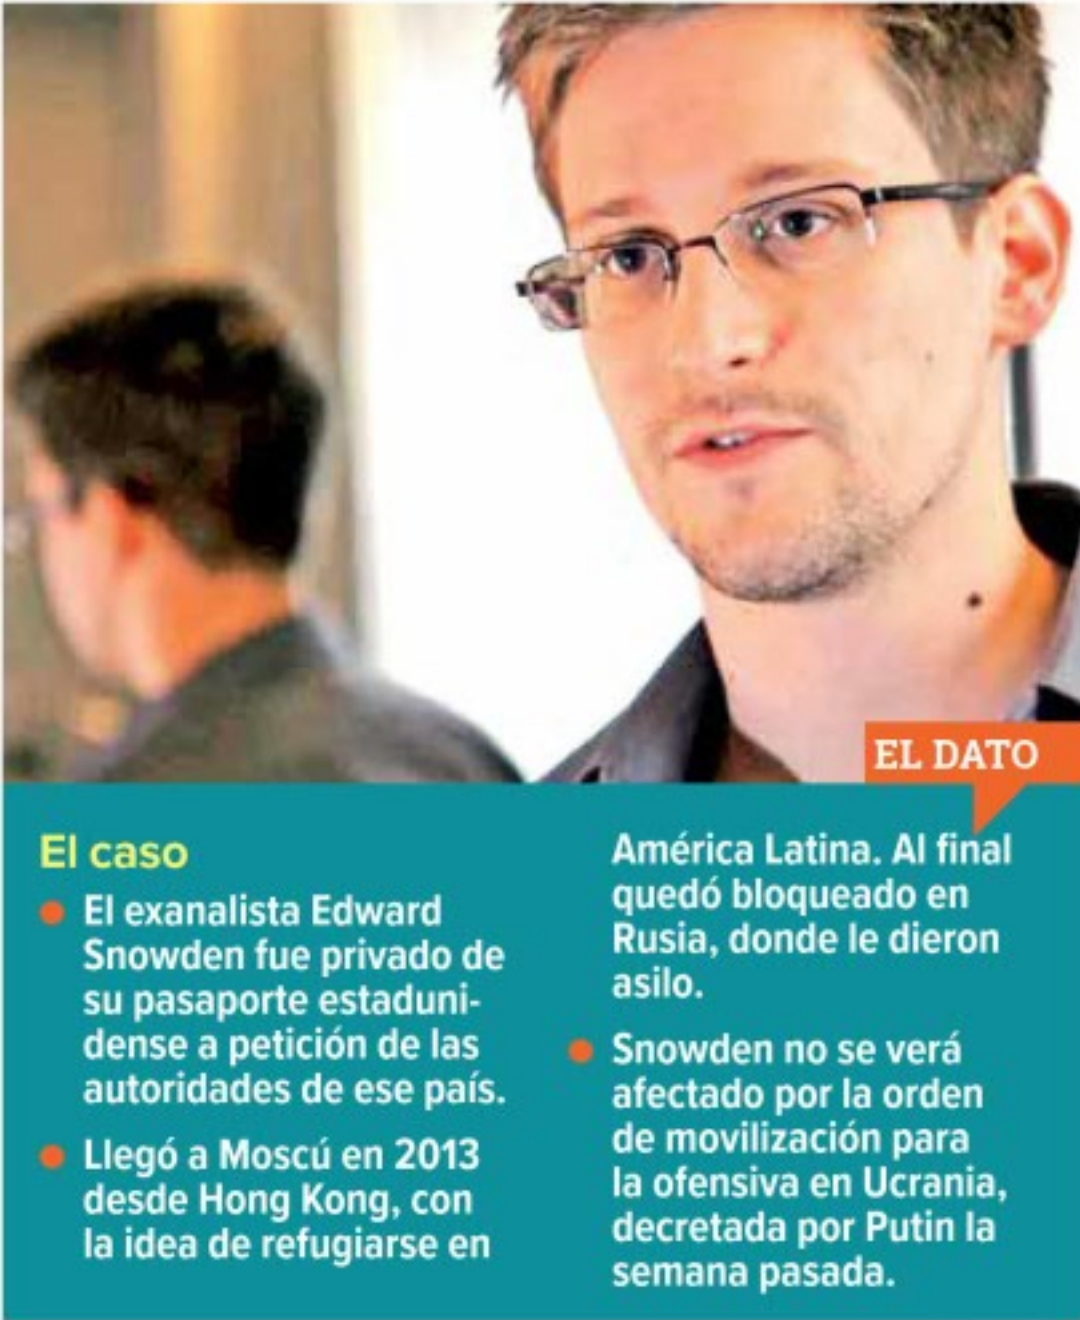 EL DATO
El caso
El exanalista Edward
Snowden fue privado de
su pasaporte estaduni-
dense a petición de las
autoridades de ese país.
Llegó a Moscú en 2013
desde Hong Kong, con
la idea de refugiarse en
América Latina. Al final
quedó bloqueado en
Rusia, donde le dieron
asilo.
Snowden no se verá
afectado por la orden
de movilización para
la ofensiva en Ucrania,
decretada por Putin la
semana pasada.